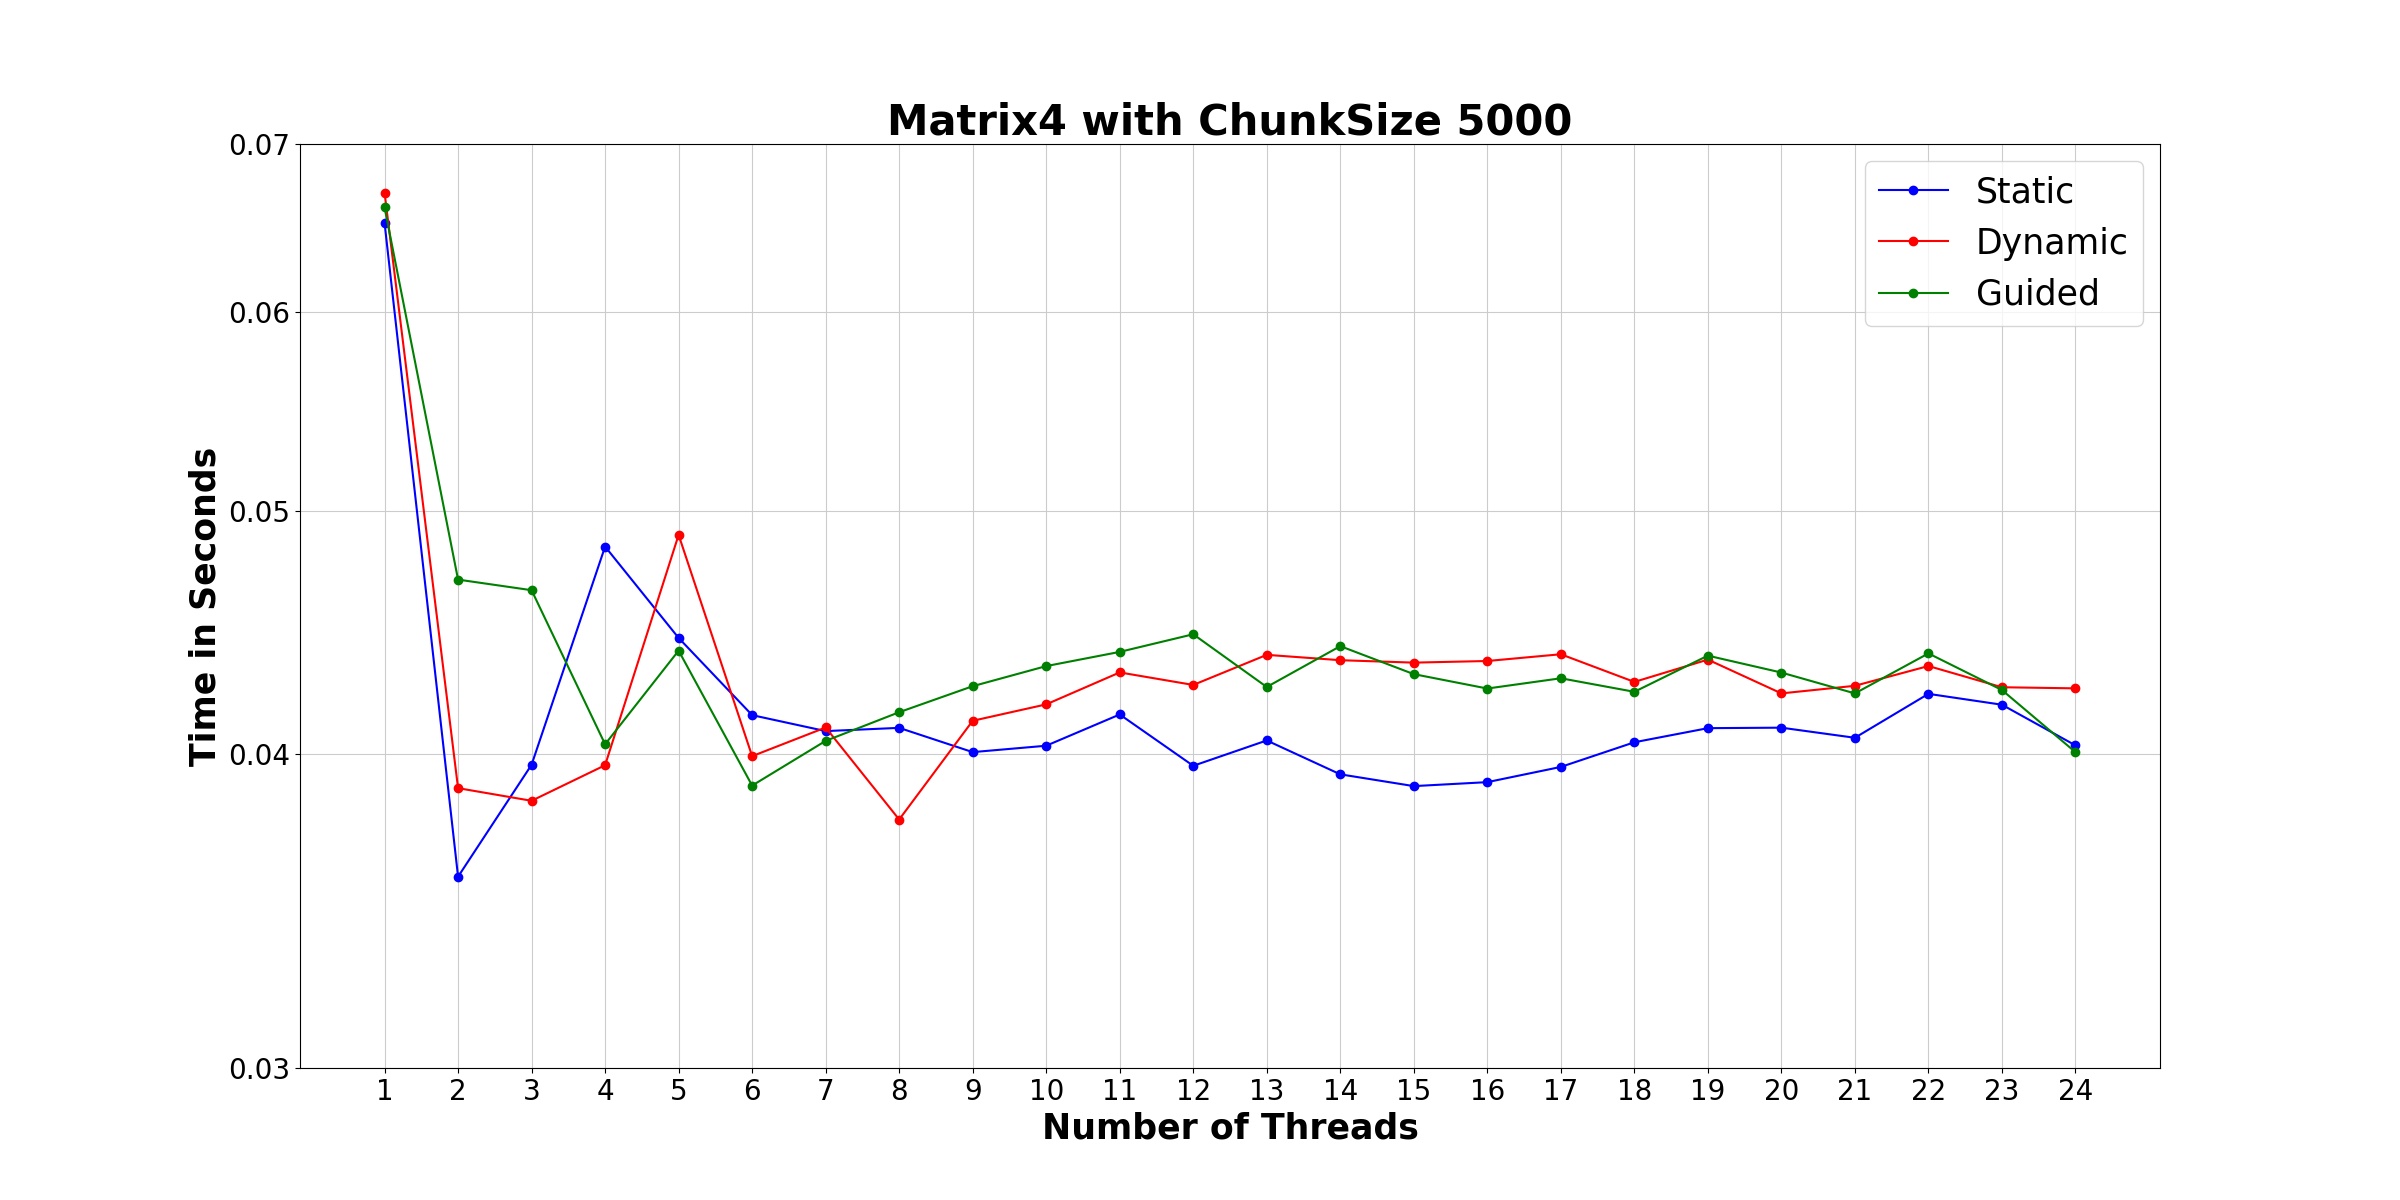 Matrix4 with ChunkSize 5000
Static
Dynamic
Guided
Time in Seconds
0.07
0.06
0.05
0.04
0.03
1 2 3 4 5 6 7 8 9 10 11 12 13 14 15 16 17 18 19 20 21 22 23 24
Number of Threads